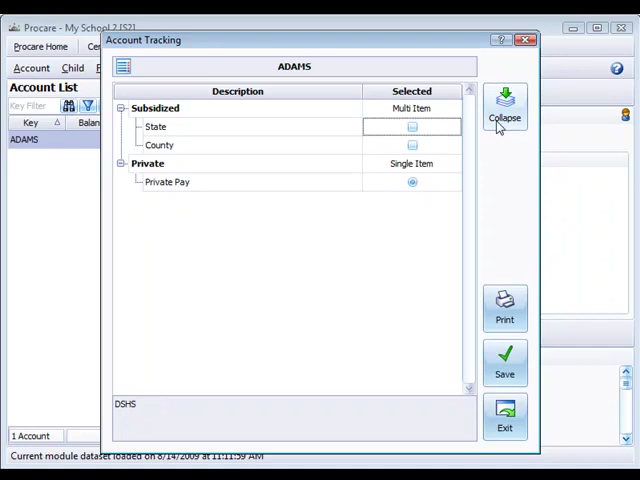 Procare - My School 2 [S2]
Procare Home
Account Child
Account List
Key Filter
Key Balan
ADAMS
1 Account
Current module dataset loaded on 8/14/2009 at 11:11:59 AM
Account Tracking
ADAMS
Description Selected
Subsidized Multi Item
State
County
Private Single Item
Private Pay
DSHS
Collapse
Print
Save
Exit